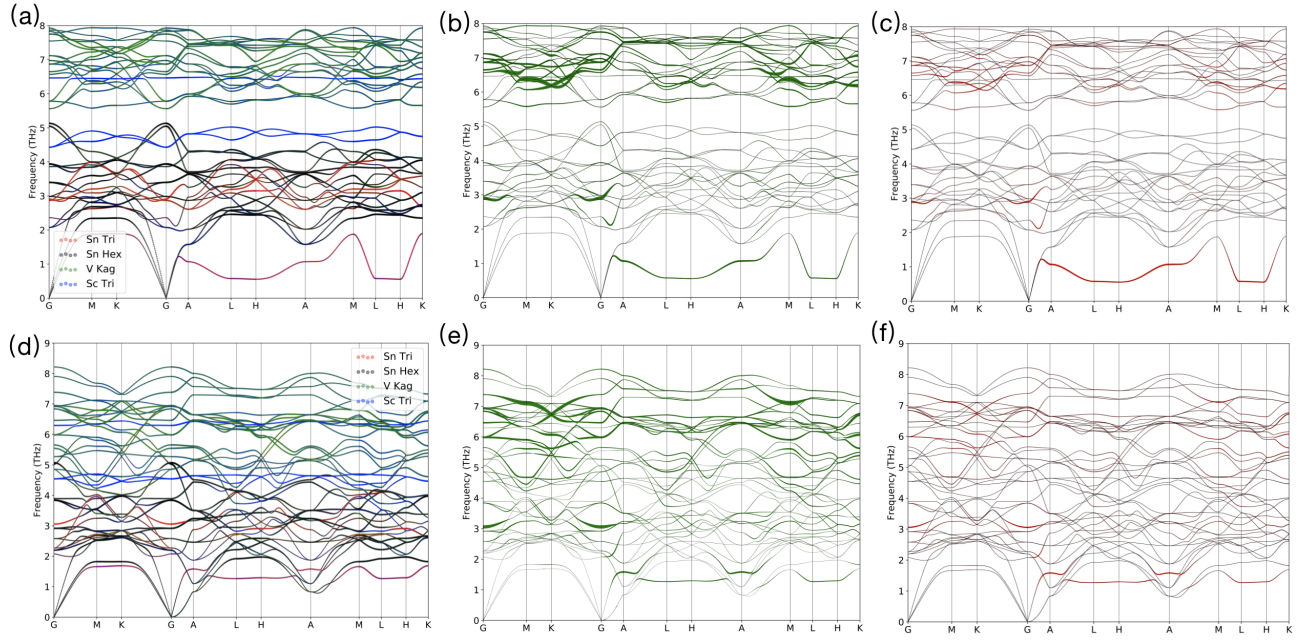 (a)
8
7
6
5
4
3
2
1
0
Frequency (THz)
Sn Tri
Sn Hex
V Kag
Sc Tri
G M K G A L H A M L H K
(b)
8
7
6
5
4
3
2
1
0
Frequency (THz)
G M K G A L H A M L H K
(c)
8
7
6
5
4
3
2
1
0
Frequency (THz)
G M K G A L H A M L H K
(d)
9
8
7
6
5
4
3
2
1
0
Frequency (THz)
Sn Tri
Sn Hex
V Kag
Sc Tri
G M K G A L H A M L H K
(e)
9
8
7
6
5
4
3
2
1
0
Frequency (THz)
G M K G A L H A M L H K
(f)
9
8
7
6
5
4
3
2
1
0
Frequency (THz)
G M K G A L H A M L H K